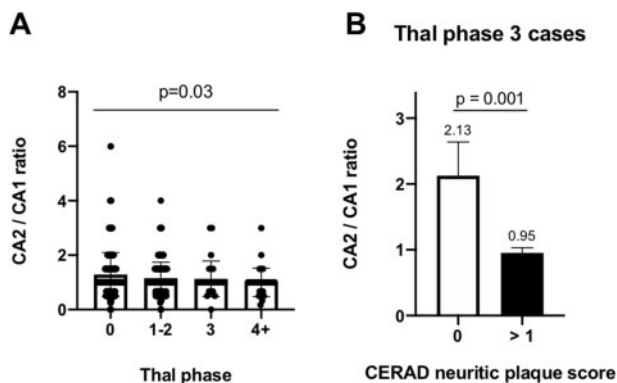 A
p=0.03
CA2 / CA1 ratio
8
6
4
2
0
0 1-2 3 4+
Thal phase
B
Thal phase 3 cases
p = 0.001
2.13
0.95
CA2 / CA1 ratio
3
2
1
0
0 > 1
CERAD neuritic plaque score